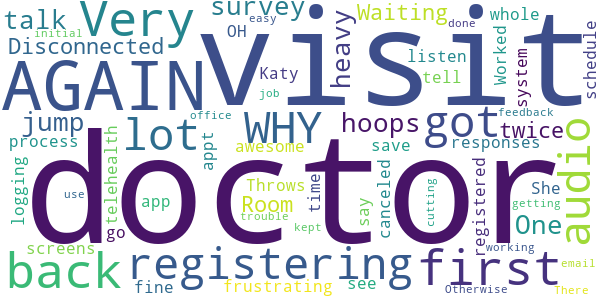 talk
initial
Very
survey
easy
OH
Waiting
done
whole
Disconnected
heavy
visit
Katy
listen
tell
Worked
system
schedule
AGAIN
job
jump
lot
WHY
hoops
got
twice
office
feedback
process
appt
awesome
save
responses
audio
logging
telehealth
doctor
Throws
Room
time
say
canceled
cutting
registered
She
getting
One
use
app
trouble
kept
go
screens
back
registering
first
working
fine
frustrating
see
Otherwise
email
There